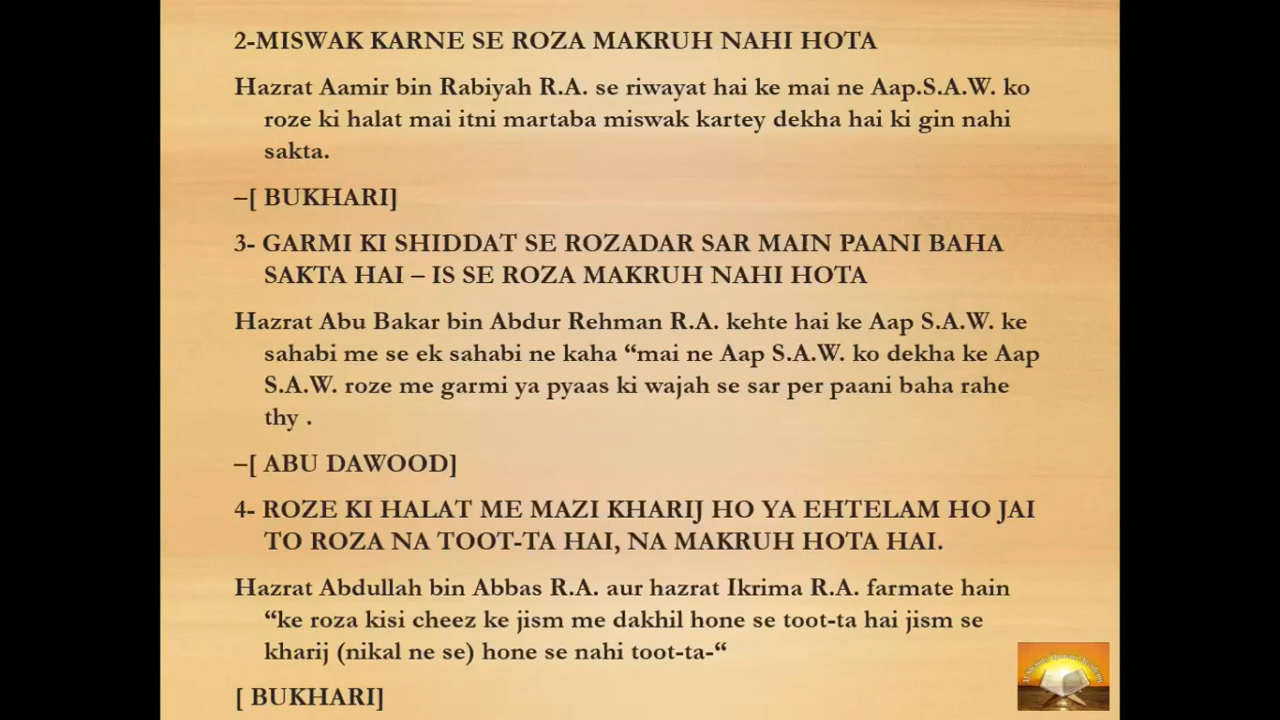 2-MISWAK KARNE SE ROZA MAKRUH NAHI HOTA
Hazrat Aamir bin Rabiyah R.A. se riwayat hai ke mai ne Aap.S.A.W. ko
roze ki halat mai itni martaba miswak kartey dekha hai ki gin nahi
sakta.
–[ BUKHARI]
3- GARMI KI SHIDDAT SE ROZADAR SAR MAIN PAANI BAHA
SAKTA HAI – IS SE ROZA MAKRUH NAHI HOTA
Hazrat Abu Bakar bin Abdur Rehman R.A. kehte hai ke Aap S.A.W. ke
sahabi me se ek sahabi ne kaha “mai ne Aap S.A.W. ko dekha ke Aap
S.A.W. roze me garmi ya pyaas ki wajah se sar per paani baha rahe
thy .
–[ ABU DAWOOD]
4- ROZE KI HALAT ME MAZI KHARIJ HO YA EHTELAM HO JAI
TO ROZA NA TOOT-TA HAI, NA MAKRUH HOTA HAI.
Hazrat Abdullah bin Abbas R.A. aur hazrat Ikrima R.A. farmate hain
“ke roza kisi cheez ke jism me dakhil hone se toot-ta hai jism se
kharij (nikal ne se) hone se nahi toot-ta-“
[ BUKHARI]